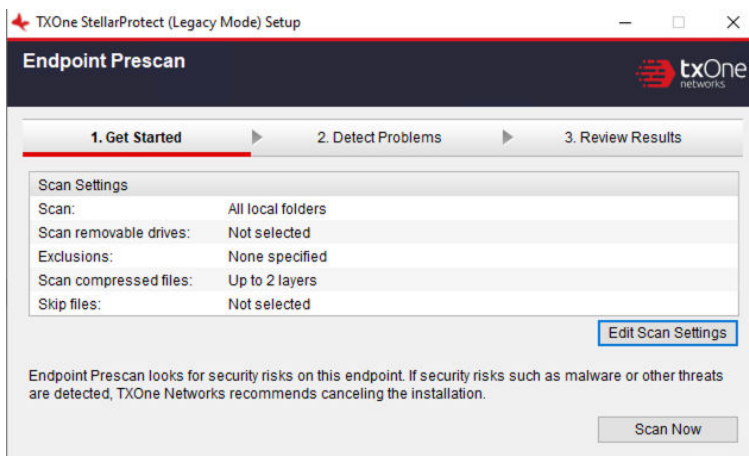 TXOne StellarProtect (Legacy Mode) Setup
Endpoint Prescan
txOne
networks
1. Get Started
2. Detect Problems
3. Review Results
Scan Settings
Scan: All local folders
Scan removable drives: Not selected
Exclusions: None specified
Scan compressed files: Up to 2 layers
Skip files: Not selected
Edit Scan Settings
Endpoint Prescan looks for security risks on this endpoint. If security risks such as malware or other threats
are detected, TXOne Networks recommends canceling the installation.
Scan Now